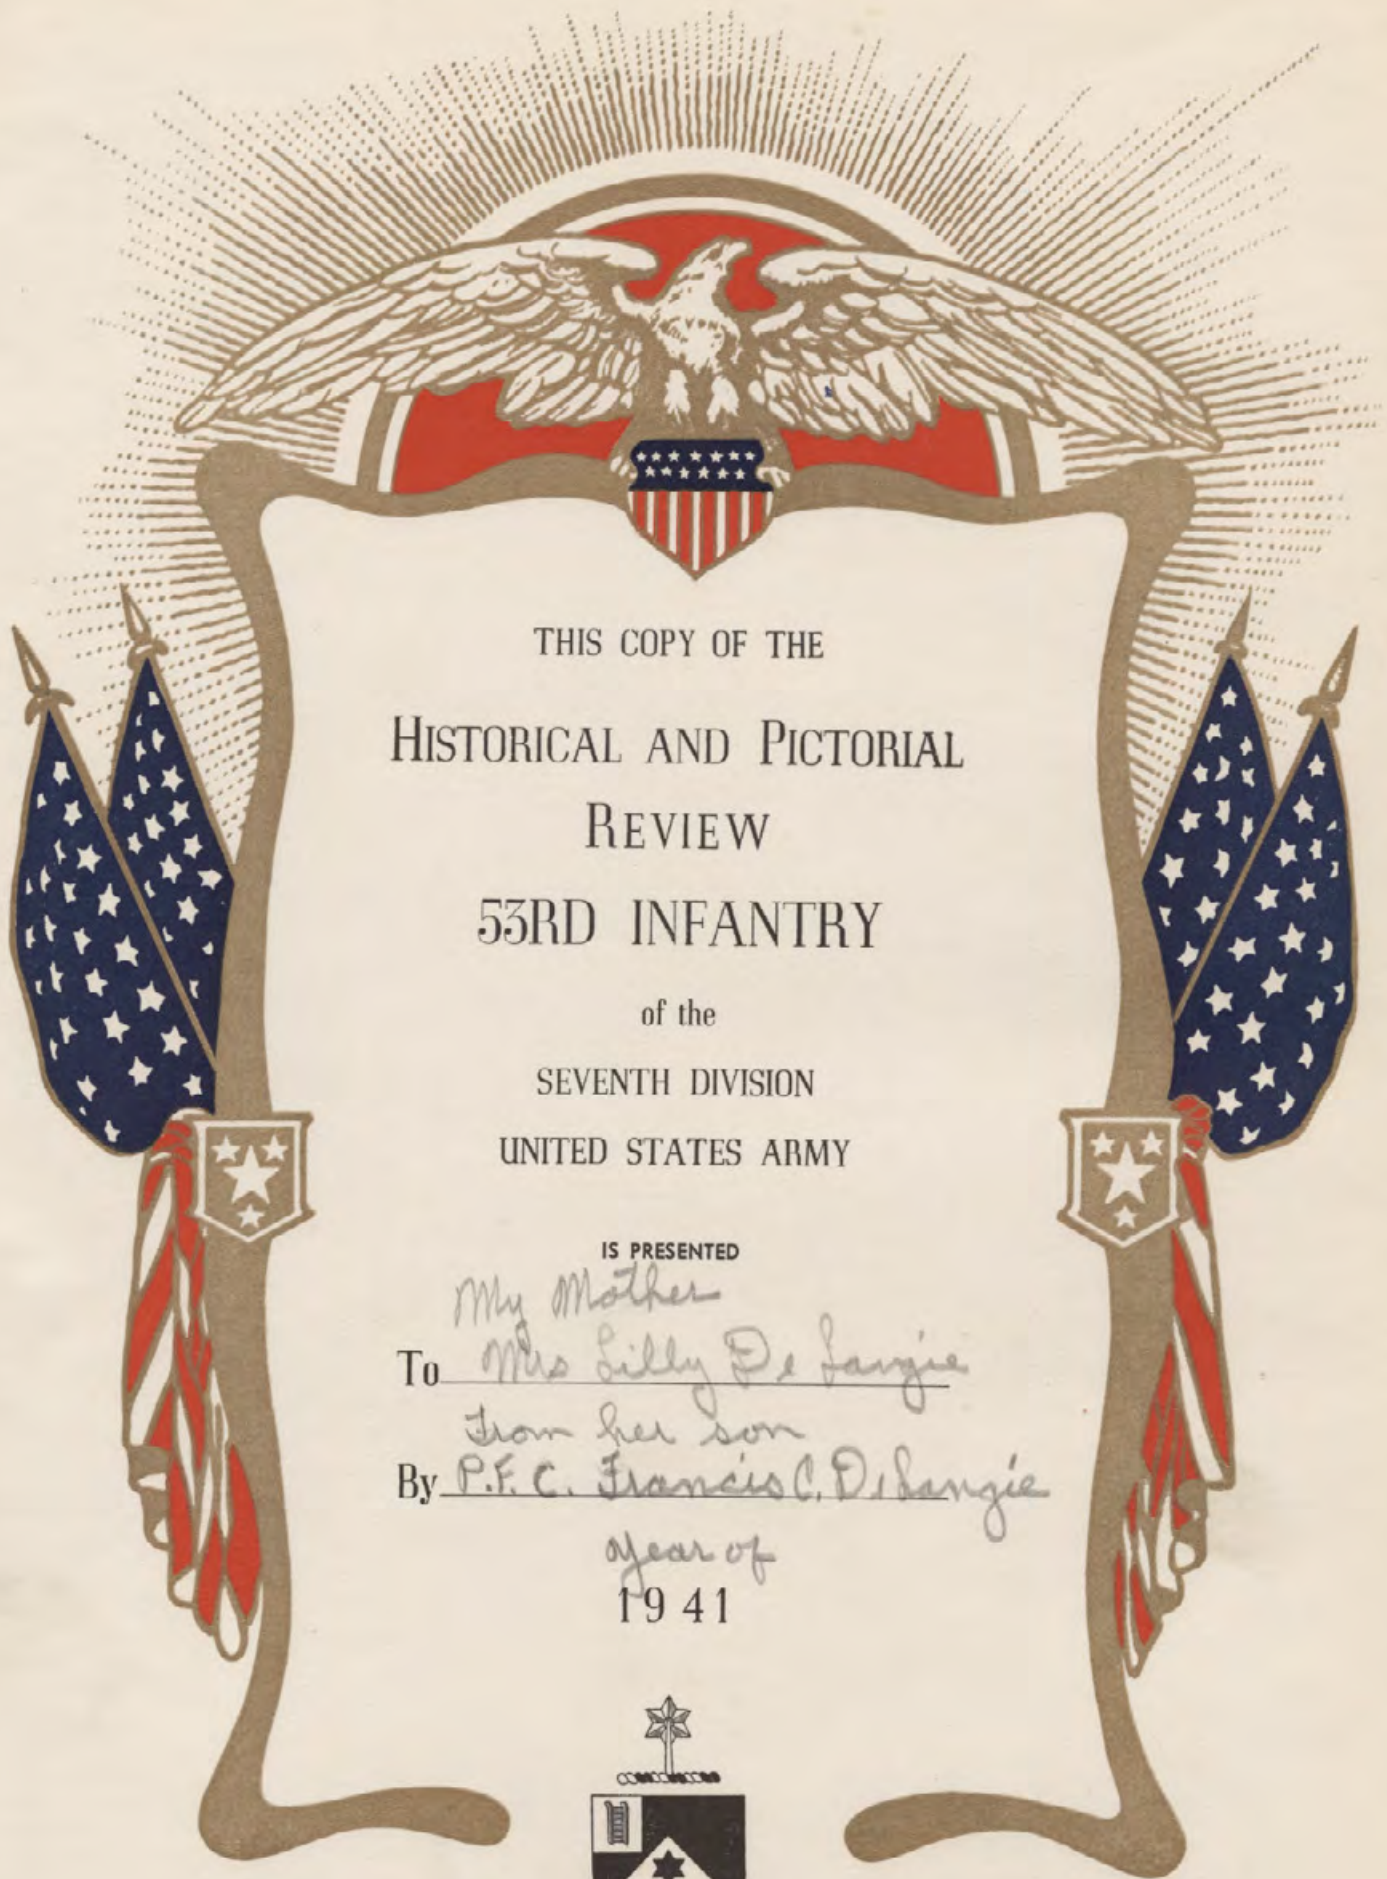 THIS COPY OF THE
HISTORICAL AND PICTORIAL
REVIEW
53RD INFANTRY
of the
SEVENTH DIVISION
UNITED STATES ARMY
IS PRESENTED
My Mother
To Mrs Lilly De Langie
From her son
By P.F.C. Francis C. DeLangie
year of
1941